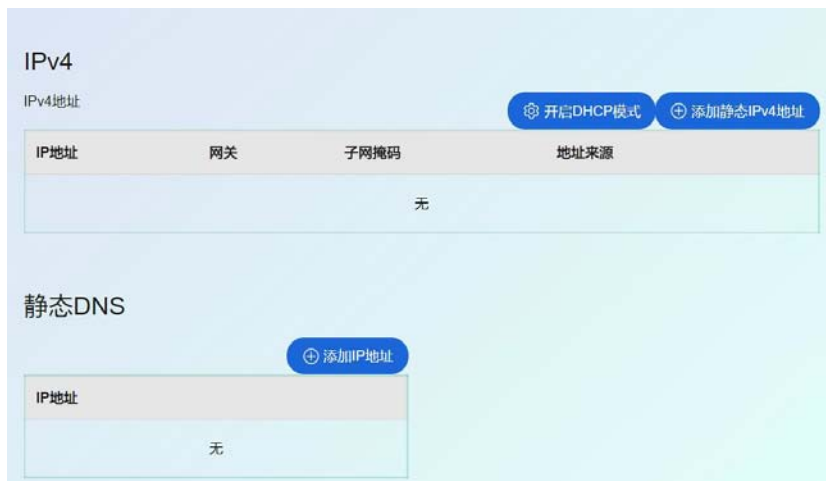 IPv4
IPv4地址
开启DHCP模式 添加静态IPv4地址
IP地址 网关 子网掩码 地址来源
无
静态DNS
添加IP地址
IP地址
无